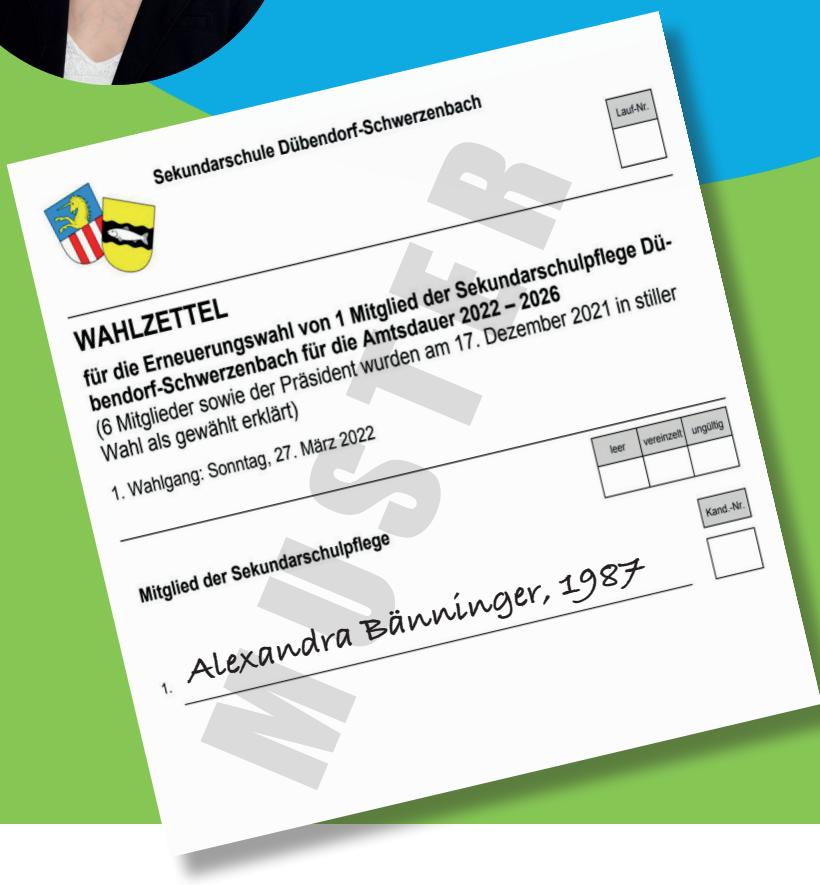 Sekundarschule Dübendorf-Schwerzenbach
Lauf-Nr.
WAHLZETTEL
für die Erneuerungswahl von 1 Mitglied der Sekundarschulpflege Dü-
bendorf-Schwerzenbach für die Amtsdauer 2022 – 2026
(6 Mitglieder sowie der Präsident wurden am 17. Dezember 2021 in stiller
Wahl als gewählt erklärt)
1. Wahlgang: Sonntag, 27. März 2022
leer vereinzelt ungültig
Kand.-Nr.
Mitglied der Sekundarschulpflege
1. Alexandra Bänninger, 1987
MUSTER